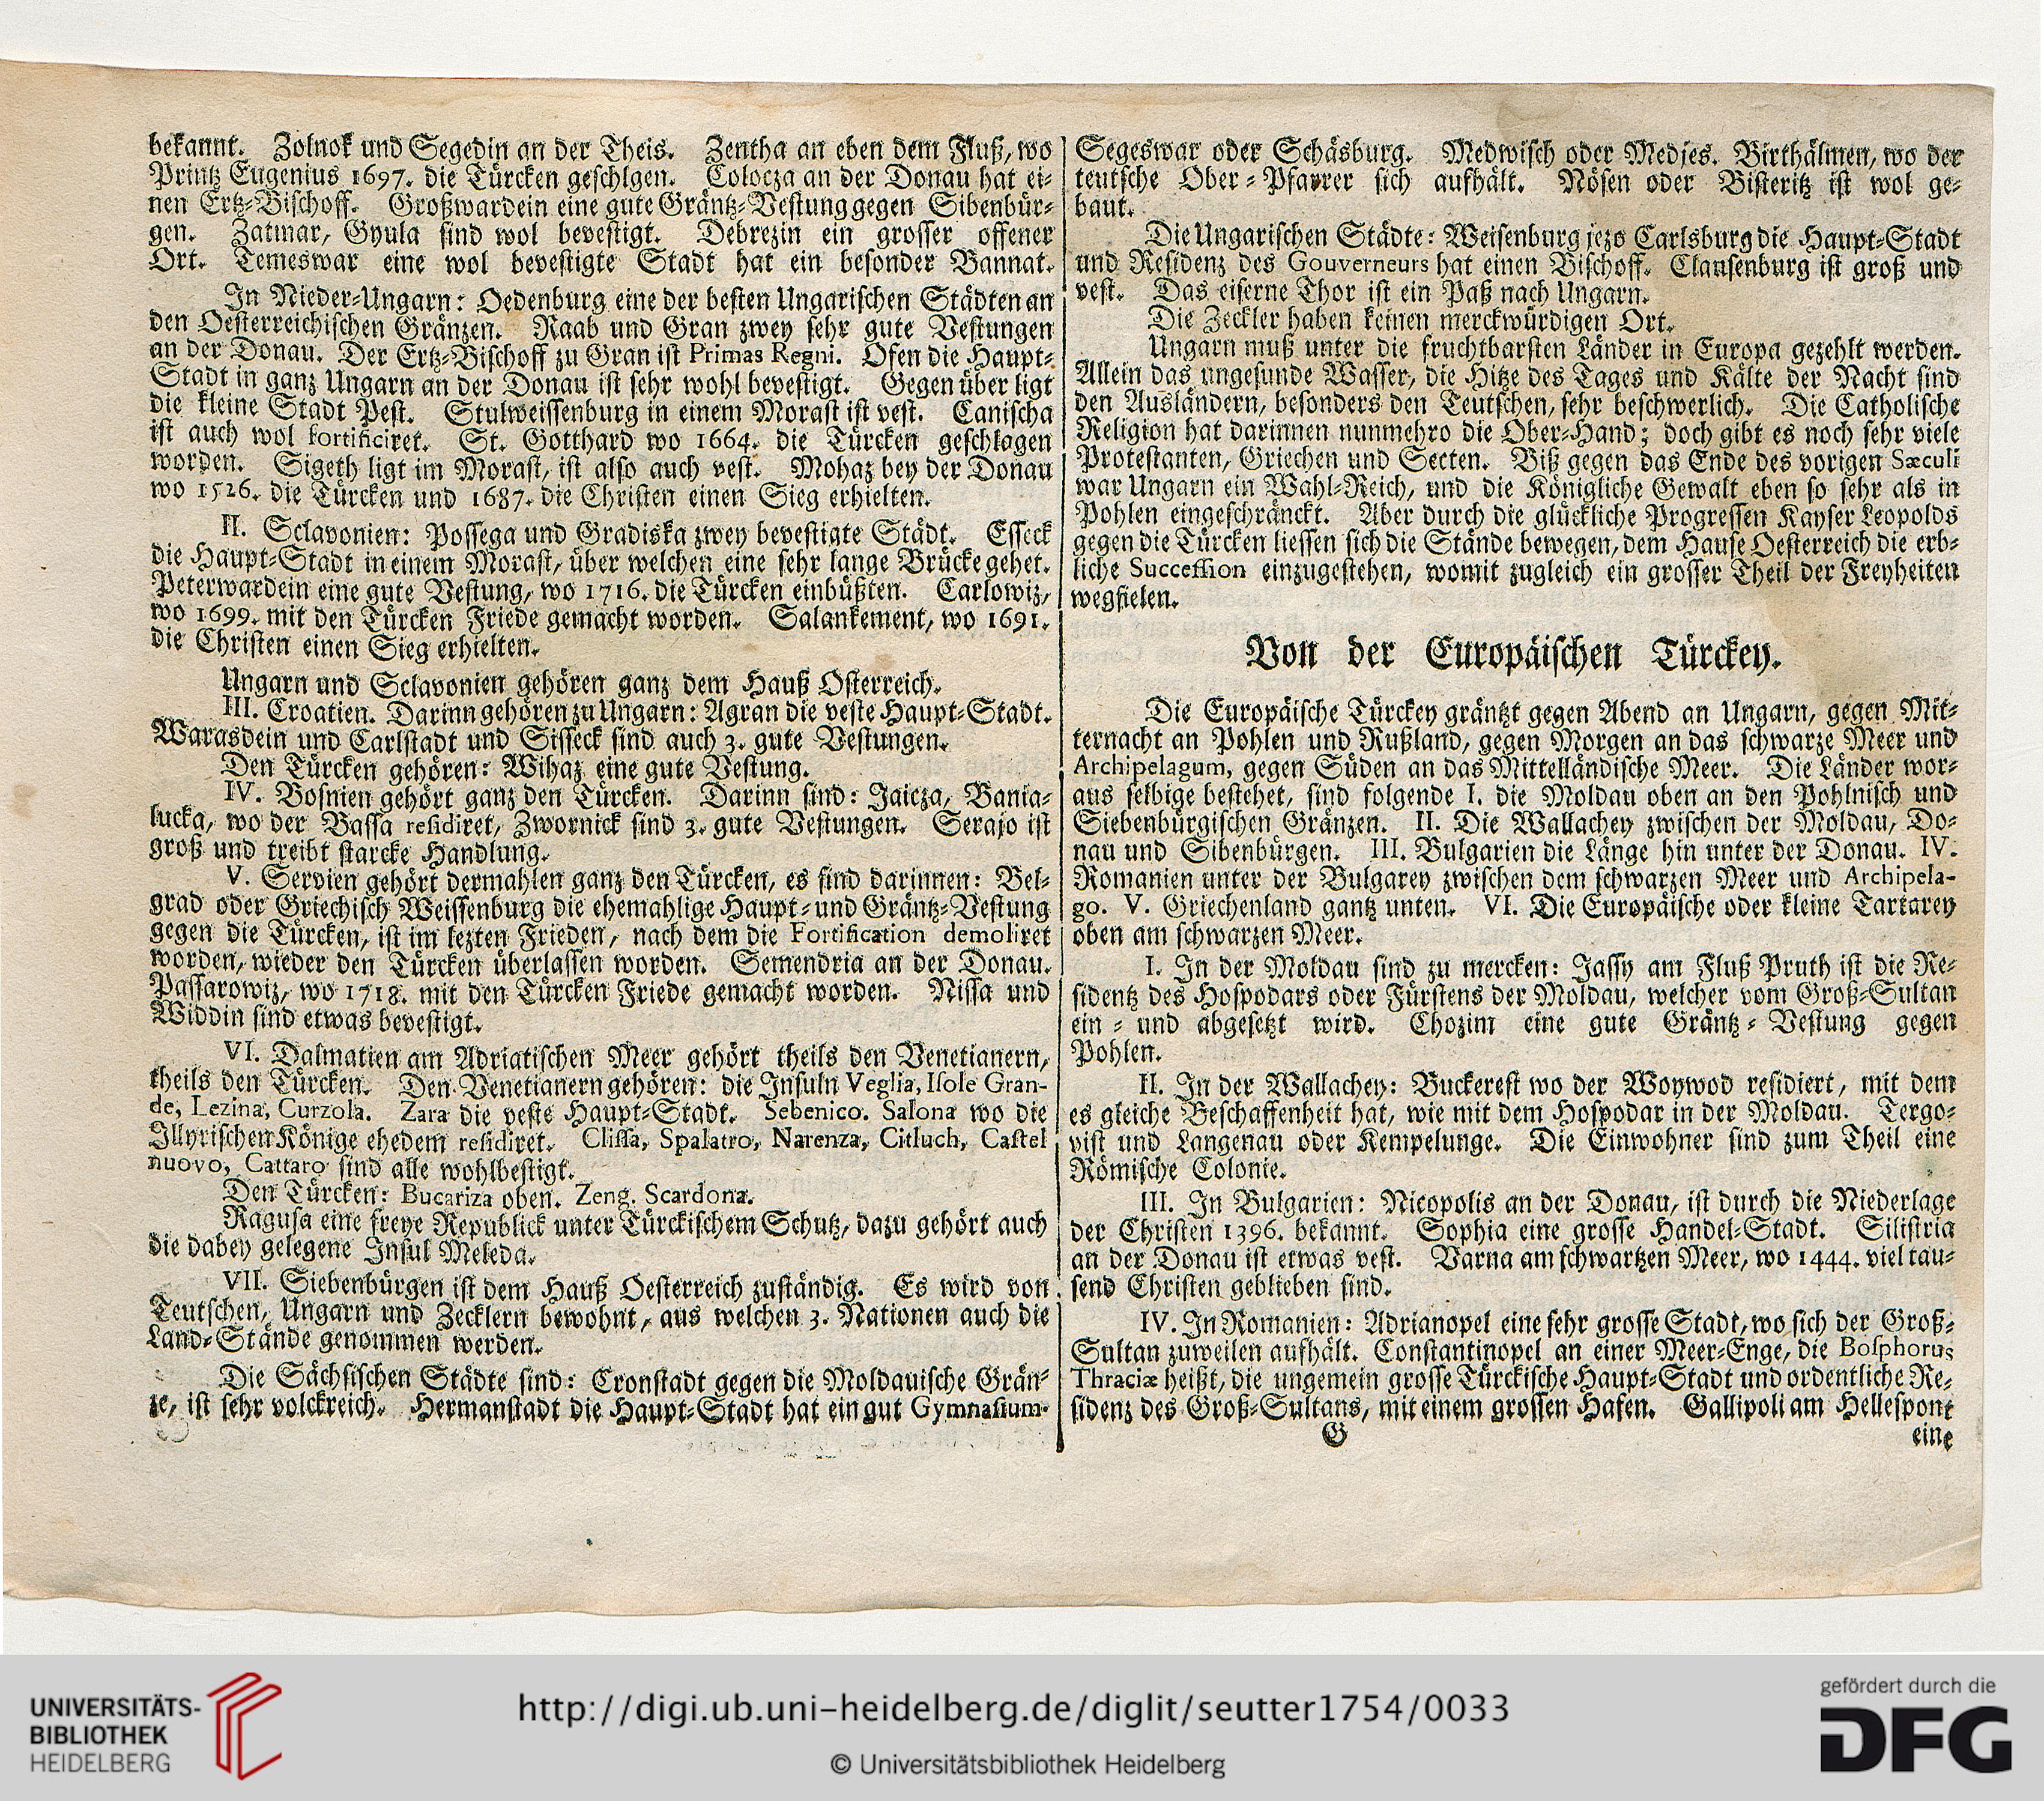 bekannt. Zolnok und Segedin an der Theis. Zentha an eben dem Fluß, wo
Printz Eugenius 1697. die Türcken geschlgen. Colocza an der Donau hat ei-
nen Ertz-Bischoff. Großwardein eine gute Gräntz-Vestung gegen Sibenbür-
gen. Zatmar, Gyula sind wol bevestigt. Debrezin ein grosser offener
Ort. Temeswar eine wol bevestigte Stadt hat ein besonder Bannat.
In Nieder-Ungarn: Oedenburg eine der besten Ungarischen Städten an
den Oesterreichischen Gränzen. Raab und Gran zwey sehr gute Vestungen
an der Donau. Der Ertz-Bischoff zu Gran ist Primas Regni. Ofen die Haupt-
Stadt in ganz Ungarn an der Donau ist sehr wohl bevestigt. Gegen über ligt
die kleine Stadt Pest. Stulweissenburg in einem Morast ist vest. Canischa
ist auch wol fortificiret. St. Gotthard wo 1664. die Türcken geschlagen
worden. Sigeth ligt im Morast, ist also auch vest. Mohaz bey der Donau
wo 1526. die Türcken und 1687. die Christen einen Sieg erhielten.
II. Sclavonien: Possega und Gradiska zwey bevestigte Städt. Esseck
die Haupt-Stadt in einem Morast, über welchen eine sehr lange Brücke gehet.
Peterwardein eine gute Vestung, wo 1716. die Türcken einbüßten. Carlowiz,
wo 1699. mit den Türcken Friede gemacht worden. Salankement, wo 1691.
die Christen einen Sieg erhielten.
Ungarn und Sclavonien gehören ganz dem Hauß Osterreich.
III. Croatien. Darinn gehören zu Ungarn: Agran die veste Haupt-Stadt.
Warasdein und Carlstadt und Sisseck sind auch 3. gute Vestungen.
Den Türcken gehören: Wihaz eine gute Vestung.
IV. Bosnien gehört ganz den Türcken. Darinn sind: Jaicza, Bania-
lucka, wo der Bassa residiret, Zwornick sind 3. gute Vestungen. Serajo ist
groß und treibt starcke Handlung.
V. Servien gehört dermahlen ganz den Türcken, es sind darinnen: Bel-
grad oder Griechisch Weissenburg die ehemahlige Haupt- und Gräntz-Vestung
gegen die Türcken, ist im lezten Frieden, nach dem die Fortification demoliret
worden, wieder den Türcken überlassen worden. Semendria an der Donau.
Passarowiz, wo 1718. mit den Türcken Friede gemacht worden. Nissa und
Widdin sind etwas bevestigt.
VI. Dalmatien am Adriatischen Meer gehört theils den Venetianern,
theils den Türcken. Den Venetianern gehören: die Insuln Veglia, Isole Gran-
de, Lezina, Curzola. Zara die veste Haupt-Stadt. Sebenico. Salona wo die
Illyrischen Könige ehedem residiret. Clissa, Spalatro, Narenza, Citluch, Castel
nuovo, Cattaro sind alle wohlbestigt.
Den Türcken: Bucariza oben. Zeng. Scardona.
Ragusa eine freye Republick unter Türckischem Schutz, dazu gehört auch
die dabey gelegene Insul Meleda.
VII. Siebenbürgen ist dem Hauß Oesterreich zuständig. Es wird von
Teutschen, Ungarn und Zecklern bewohnt, aus welchen 3. Nationen auch die
Land-Stände genommen werden.
Die Sächsischen Städte sind: Cronstadt gegen die Moldauische Grän-
ze, ist sehr volckreich. Hermanstadt die Haupt-Stadt hat ein gut Gymnasium.
Segeswar oder Schäsburg. Medwisch oder Medjes. Birthälmen, wo der
teutsche Ober-Pfarrer sich aufhält. Nösen oder Bisteritz ist wol ge-
baut.
Die Ungarischen Städte: Weisenburg jezo Carlsburg die Haupt-Stadt
und Residenz des Gouverneurs hat einen Bischoff. Clausenburg ist groß und
vest. Das eiserne Thor ist ein Paß nach Ungarn.
Die Zeckler haben keinen merckwürdigen Ort.
Ungarn muß unter die fruchtbarsten Länder in Europa gezehlt werden.
Allein das ungesunde Wasser, die Hitze des Tages und Kälte der Nacht sind
den Ausländern, besonders den Teutschen, sehr beschwerlich. Die Catholische
Religion hat darinnen nunmehro die Ober-Hand; doch gibt es noch sehr viele
Protestanten, Griechen und Secten. Biß gegen das Ende des vorigen Sæculi
war Ungarn ein Wahl-Reich, und die Königliche Gewalt eben so sehr als in
Pohlen eingeschränckt. Aber durch die glückliche Progressen Kayser Leopolds
gegen die Türcken liessen sich die Stände bewegen, dem Hause Oesterreich die erb-
liche Succession einzugestehen, womit zugleich ein grosser Theil der Freyheiten
wegfielen.
Von der Europäischen Türckey.
Die Europäische Türckey gräntzt gegen Abend an Ungarn, gegen Mit-
ternacht an Pohlen und Rußland, gegen Morgen an das schwarze Meer und
Archipelagum, gegen Süden an das Mittelländische Meer. Die Länder wor-
aus selbige bestehet, sind folgende I. die Moldau oben an den Pohlnisch und
Siebenbürgischen Gränzen. II. Die Wallachey zwischen der Moldau, Do-
nau und Sibenbürgen. III. Bulgarien die Länge hin unter der Donau. IV.
Romanien unter der Bulgarey zwischen dem schwarzen Meer und Archipela-
go. V. Griechenland gantz unten. VI. Die Europäische oder kleine Tartarey
oben am schwarzen Meer.
I. In der Moldau sind zu mercken: Jassy am Fluß Pruth ist die Re-
sidentz des Hospodars oder Fürstens der Moldau, welcher vom Groß-Sultan
ein- und abgesetzt wird. Chozim eine gute Gräntz-Vestung gegen
Pohlen.
II. In der Wallachey: Buckerest wo der Woywod residiert, mit dem
es gleiche Beschaffenheit hat, wie mit dem Hospodar in der Moldau. Tergo-
vist und Langenau oder Kempelunge. Die Einwohner sind zum Theil eine
Römische Colonie.
III. In Bulgarien: Nicopolis an der Donau, ist durch die Niederlage
der Christen 1396. bekannt. Sophia eine grosse Handel-Stadt. Silistria
an der Donau ist etwas vest. Varna am schwartzen Meer, wo 1444. viel tau-
send Christen geblieben sind.
IV. In Romanien: Adrianopel eine sehr grosse Stadt, wo sich der Groß-
Sultan zuweilen aufhält. Constantinopel an einer Meer-Enge, die Bosphorus
Thraciæ heißt, die ungemein grosse Türckische Haupt-Stadt und ordentliche Re-
sidenz des Groß-Sultans, mit einem grossen Hafen. Gallipoli am Hellespont
G
eine
UNIVERSITÄTS-
BIBLIOTHEK
HEIDELBERG
http://digi.ub.uni-heidelberg.de/diglit/seutter1754/0033
© Universitätsbibliothek Heidelberg
gefördert durch die
DFG